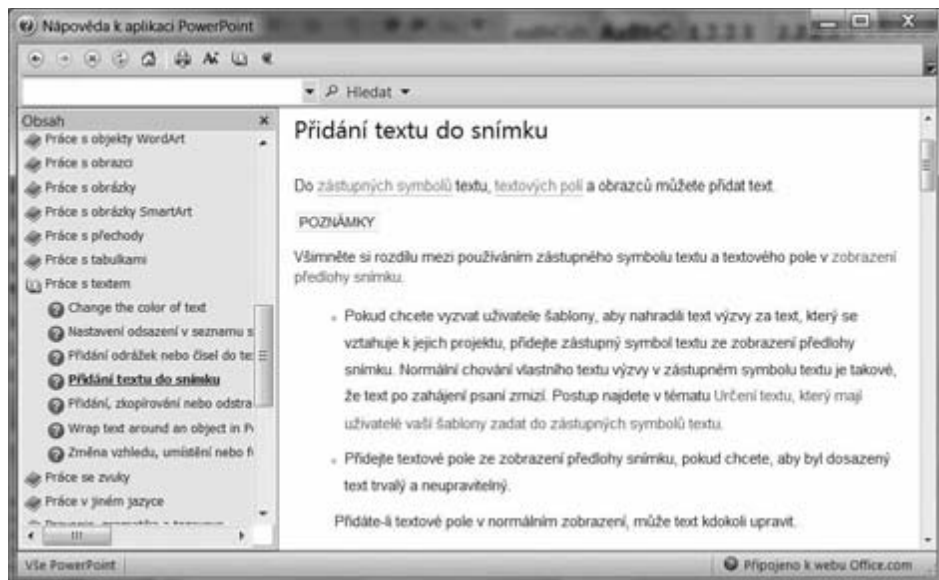 Nápověda k aplikaci PowerPoint
Hledat
Obsah
Práce s objekty WordArt
Práce s obrazci
Práce s obrázky
Práce s obrázky SmartArt
Práce s přechody
Práce s tabulkami
Práce s textem
Change the color of text
Nastavení odsazení v seznamu s
Přidání odrážek nebo čísel do te
Přidání textu do snímku
Přidání, zkopírování nebo odstra
Wrap text around an object in P
Změna vzhledu, umístění nebo f
Práce se zvuky
Práce v jiném jazyce
Přidání textu do snímku
Do zástupných symbolů textu, textových polí a obrazců můžete přidat text.
POZNÁMKY
Všimněte si rozdílu mezi používáním zástupného symbolu textu a textového pole v zobrazení
předlohy snímku.
Pokud chcete vyzvat uživatele šablony, aby nahradili text výzvy za text, který se
vztahuje k jejich projektu, přidejte zástupný symbol textu ze zobrazení předlohy
snímku. Normální chování vlastního textu výzvy v zástupném symbolu textu je takové,
že text po zahájení psaní zmizí. Postup najdete v tématu Určení textu, který mají
uživatelé vaší šablony zadat do zástupných symbolů textu.
Přidejte textové pole ze zobrazení předlohy snímku, pokud chcete, aby byl dosazený
text trvalý a neupravitelný.
Přidáte-li textové pole v normálním zobrazení, může text kdokoli upravit.
Vše PowerPoint
Připojeno k webu Office.com